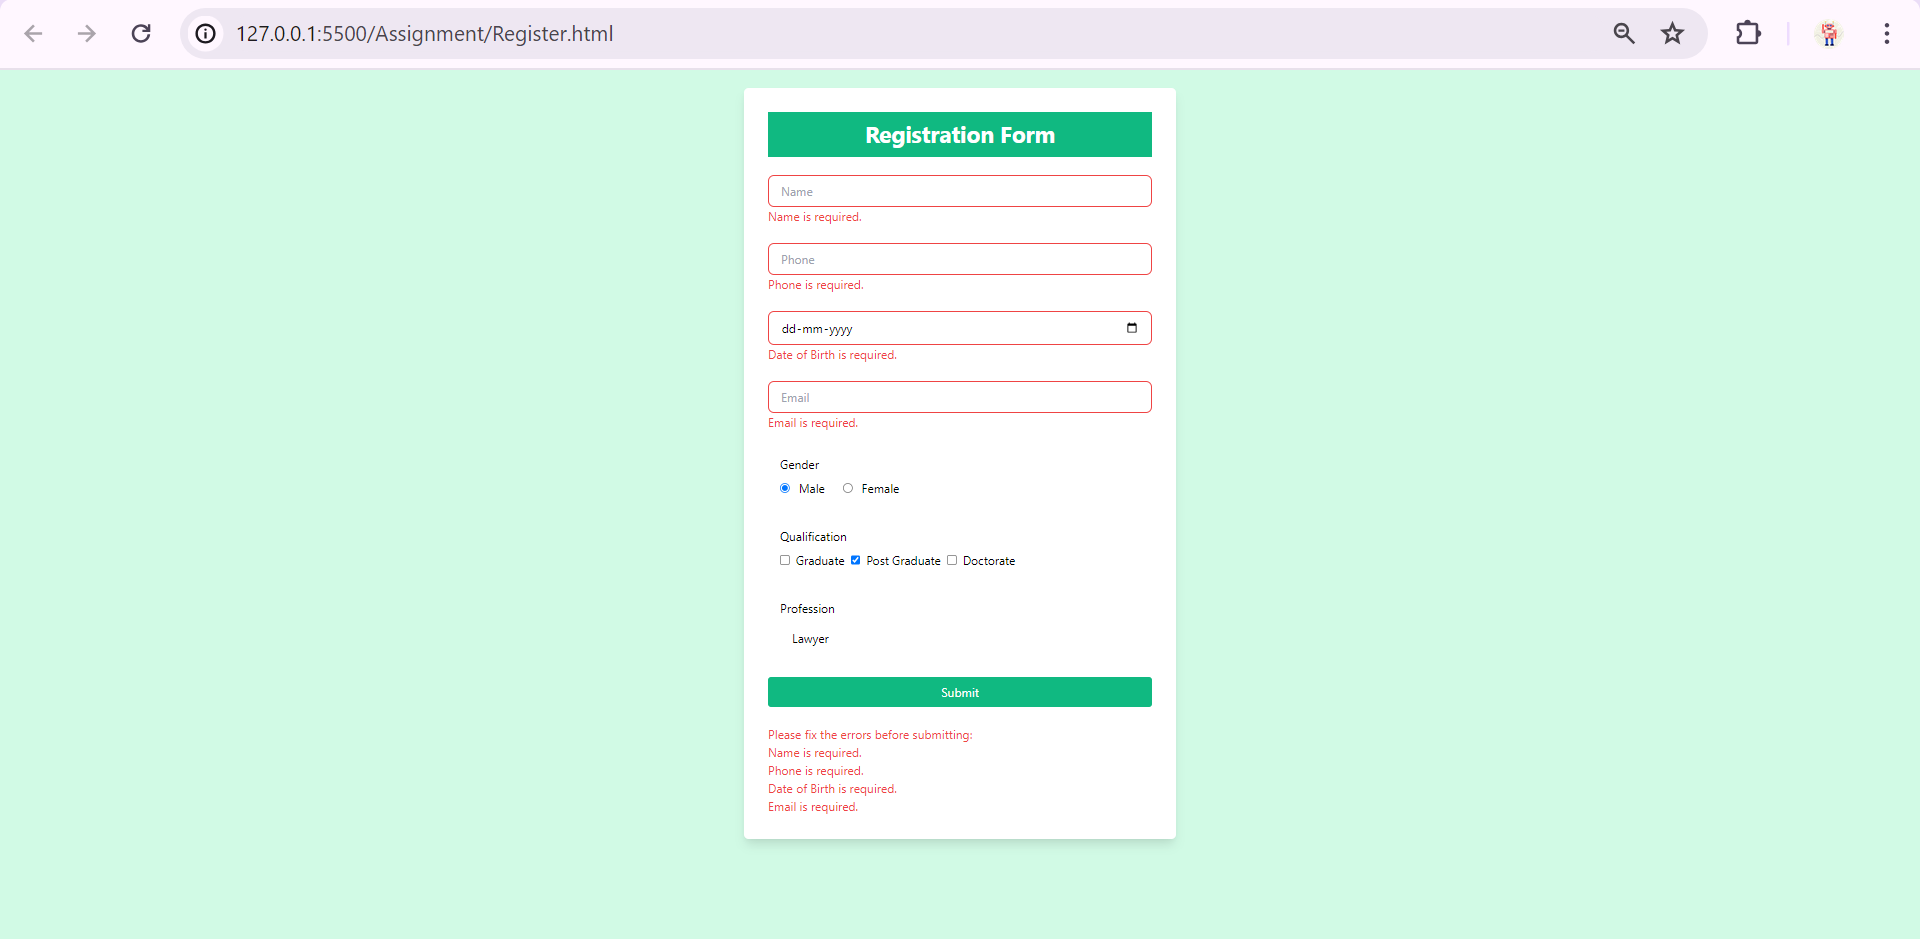 127.0.0.1:5500/Assignment/Register.html
Registration Form
Name
Name is required.
Phone
Phone is required.
dd-mm-yyyy
Date of Birth is required.
Email
Email is required.
Gender
Male Female
Qualification
Graduate Post Graduate Doctorate
Profession
Lawyer
Submit
Please fix the errors before submitting:
Name is required.
Phone is required.
Date of Birth is required.
Email is required.